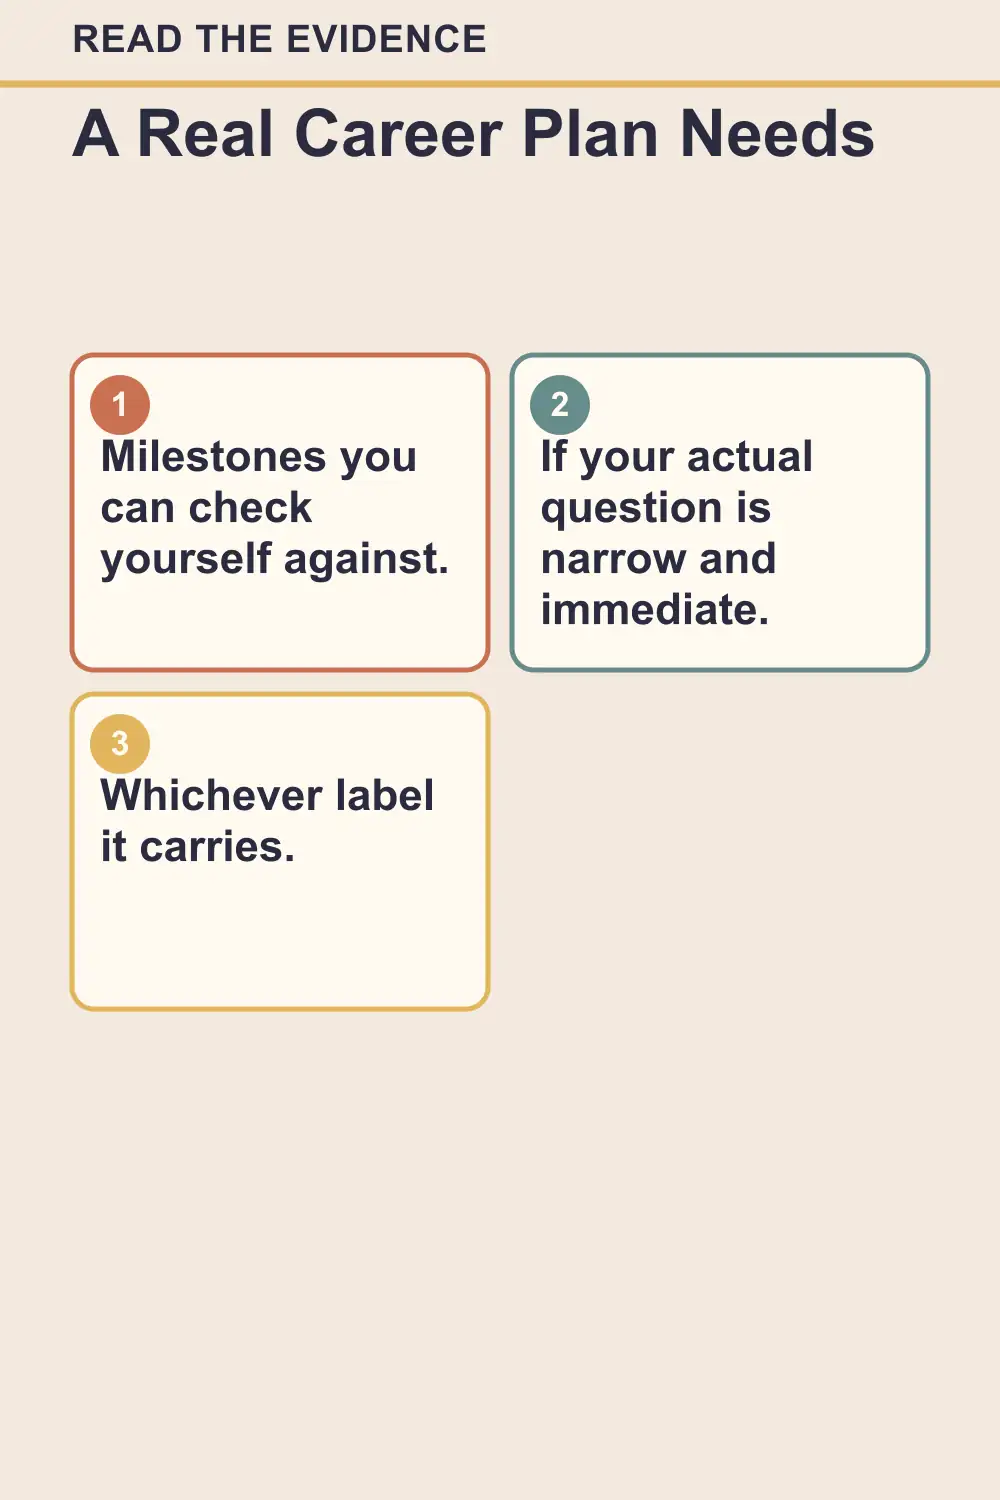 READ THE EVIDENCE
A Real Career Plan Needs
1
Milestones you
can check
yourself against.
2
If your actual
question is
narrow and
immediate.
3
Whichever label
it carries.